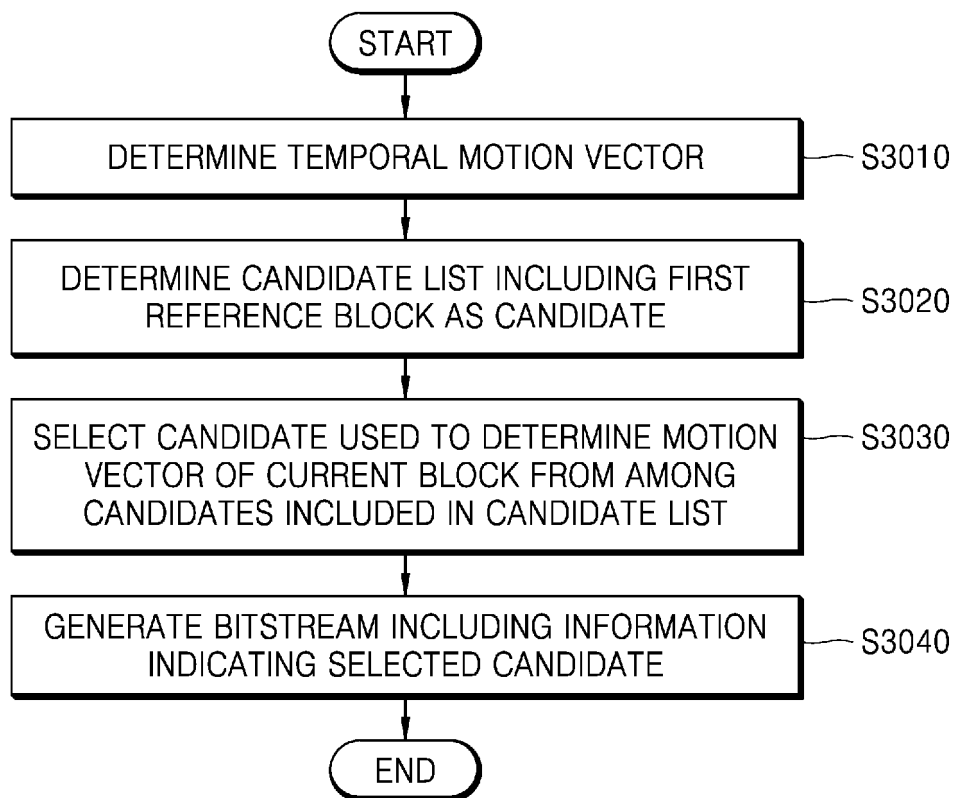 START
DETERMINE TEMPORAL MOTION VECTOR
S3010
DETERMINE CANDIDATE LIST INCLUDING FIRST
REFERENCE BLOCK AS CANDIDATE
S3020
SELECT CANDIDATE USED TO DETERMINE MOTION
VECTOR OF CURRENT BLOCK FROM AMONG
CANDIDATES INCLUDED IN CANDIDATE LIST
S3030
GENERATE BITSTREAM INCLUDING INFORMATION
INDICATING SELECTED CANDIDATE
S3040
END